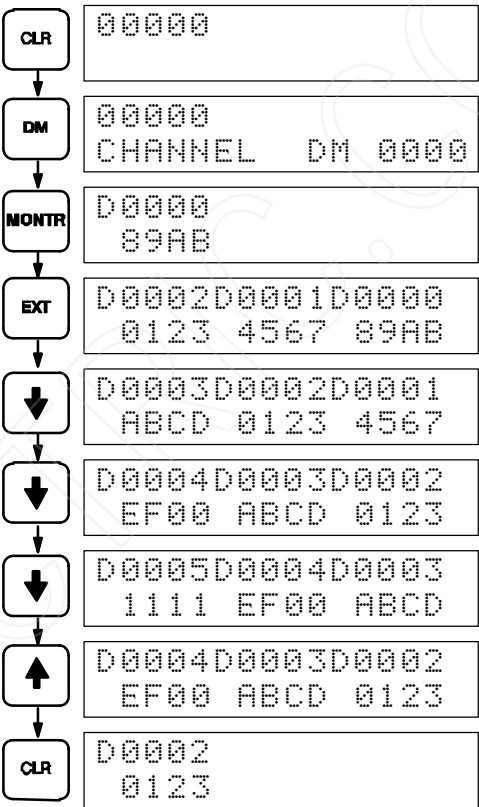 CLR
00000
DM
00000
CHANNEL DM 0000
MONTR
D0000
89AB
EXT
D0002D0001D0000
0123 4567 89AB
D0003D0002D0001
ABCD 0123 4567
D0004D0003D0002
EF00 ABCD 0123
D0005D0004D0003
1111 EF00 ABCD
D0004D0003D0002
EF00 ABCD 0123
CLR
D0002
0123